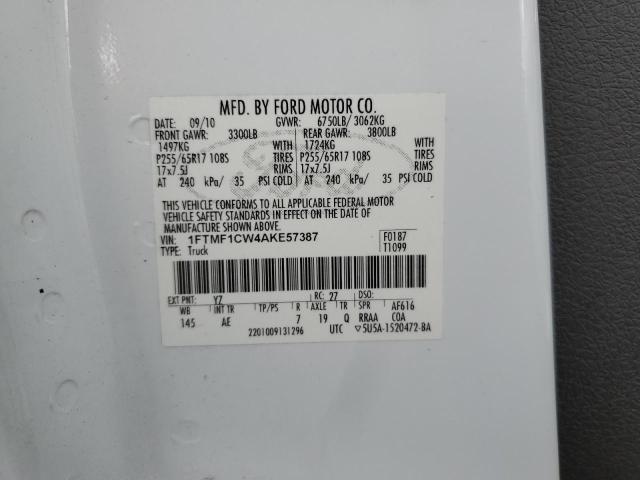 MFD. BY FORD MOTOR CO.
DATE: 09/10 GVWR: 6750LB/ 3062KG
FRONT GAWR: 3300LB REAR GAWR: 3800LB
1497KG WITH 1724KG WITH
P255/65R17 108S TIRES P255/65R17 108S TIRES
17x7.5J RIMS 17x7.5J RIMS
AT 240 kPa/ 35 PSI COLD AT 240 kPa/ 35 PSI COLD
THIS VEHICLE CONFORMS TO ALL APPLICABLE FEDERAL MOTOR
VEHICLE SAFETY STANDARDS IN EFFECT ON THE DATE OF
MANUFACTURE SHOWN ABOVE.
VIN: 1FTMF1CW4AKE57387 F0187
TYPE: Truck T1099
EXT PNT: YZ RC: 27 DSO:
WB INT TR TP/PS R AXLE TR SPR AF616
145 AE 7 19 Q RRAA COA
2201009131296 UTC 5U5A-1520472-BA